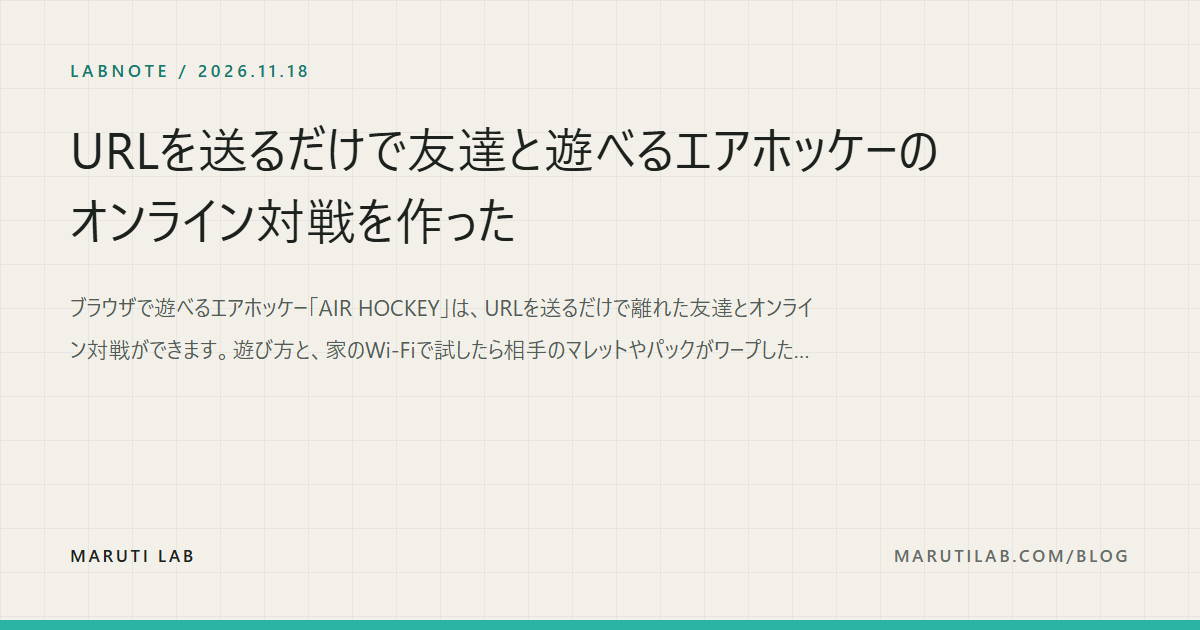 LABNOTE / 2026.11.18
URLを送るだけで友達と遊べるエアホッケーの
オンライン対戦を作った
ブラウザで遊べるエアホッケー「AIR HOCKEY」は、URLを送るだけで離れた友達とオンライ
ン対戦ができます。遊び方と、家のWi-Fiで試したら相手のマレットやパックがワープした…
MARUTI LAB
MARUTILAB.COM/BLOG